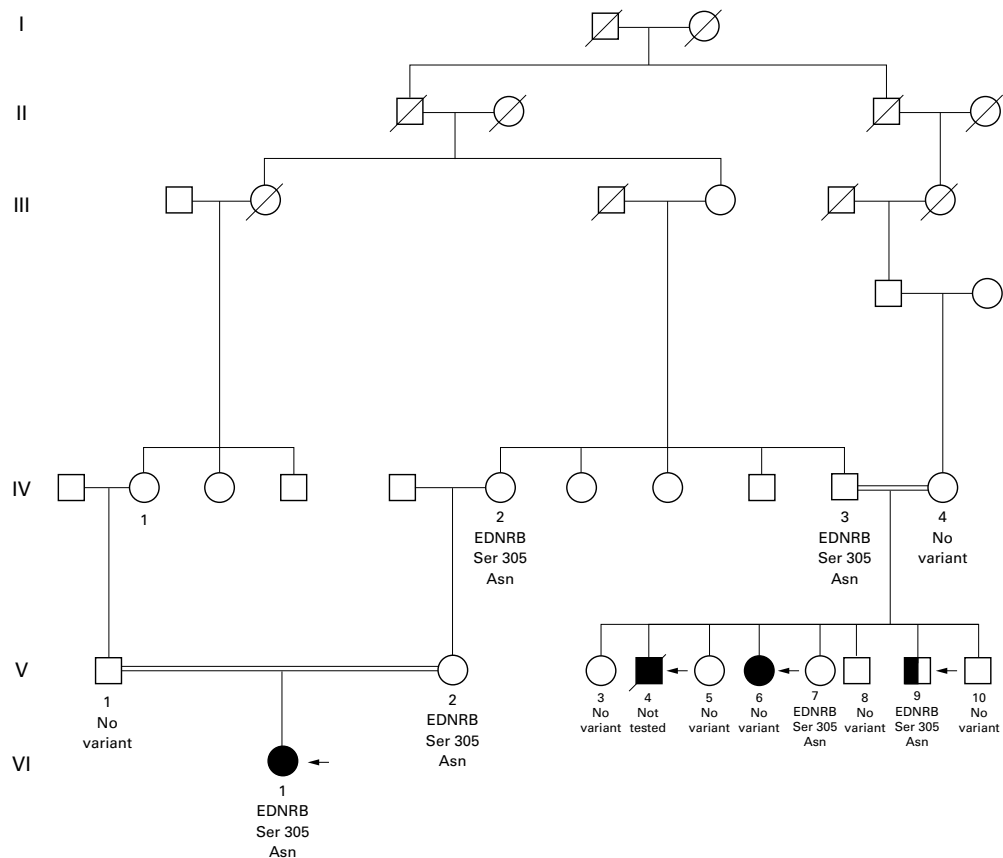 I
II
III
IV
1
2
EDNRB
Ser 305
Asn
3
EDNRB
Ser 305
Asn
4
No
variant
V
1
No
variant
2
EDNRB
Ser 305
Asn
3
No
variant
4
Not
tested
5
No
variant
6
No
variant
7
EDNRB
Ser 305
Asn
8
No
variant
9
EDNRB
Ser 305
Asn
10
No
variant
VI
1
EDNRB
Ser 305
Asn